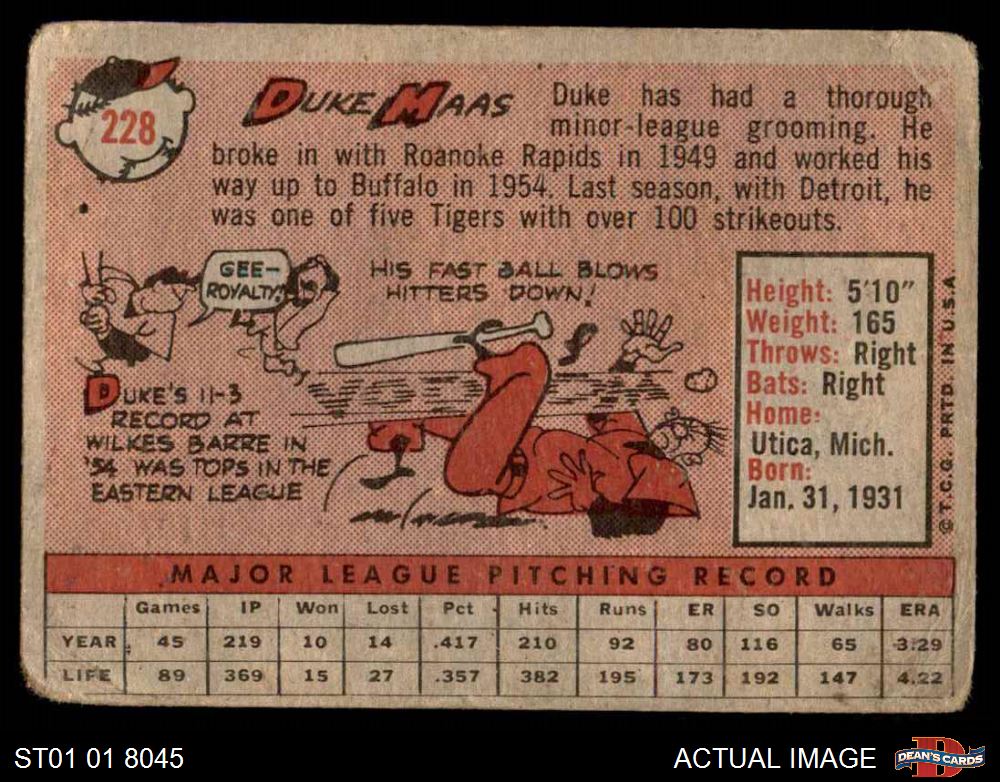 228
DUKE MAAS
Duke has had a thorough
minor-league grooming. He
broke in with Roanoke Rapids in 1949 and worked his
way up to Buffalo in 1954. Last season, with Detroit, he
was one of five Tigers with over 100 strikeouts.
GEE-
ROYALTY!
HIS FAST BALL BLOWS
HITTERS DOWN!
B
DUKE'S 11-3
RECORD AT
WILKES BARRE IN
'54 WAS TOPS IN THE
EASTERN LEAGUE
Height: 5'10"
Weight: 165
Throws: Right
Bats: Right
Home:
Utica, Mich.
Born:
Jan. 31, 1931
© T.C.G. PRTD. IN U.S.A.
MAJOR LEAGUE PITCHING RECORD
Games IP Won Lost Pct Hits Runs ER SO Walks ERA
YEAR 45 219 10 14 .417 210 92 80 116 65 3.29
LIFE 89 369 15 27 .357 382 195 173 192 147 4.22
ST01 01 8045
ACTUAL IMAGE
D
DEAN'S CARDS